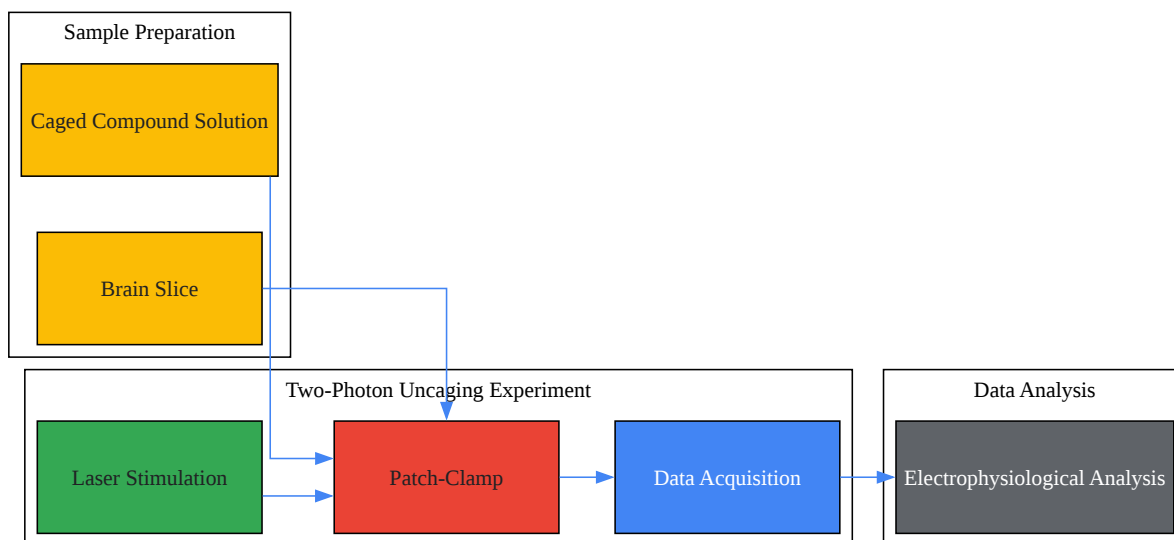 Sample Preparation
Caged Compound Solution
Brain Slice
Two-Photon Uncaging Experiment
Data Analysis
Laser Stimulation
Patch-Clamp
Data Acquisition
Electrophysiological Analysis